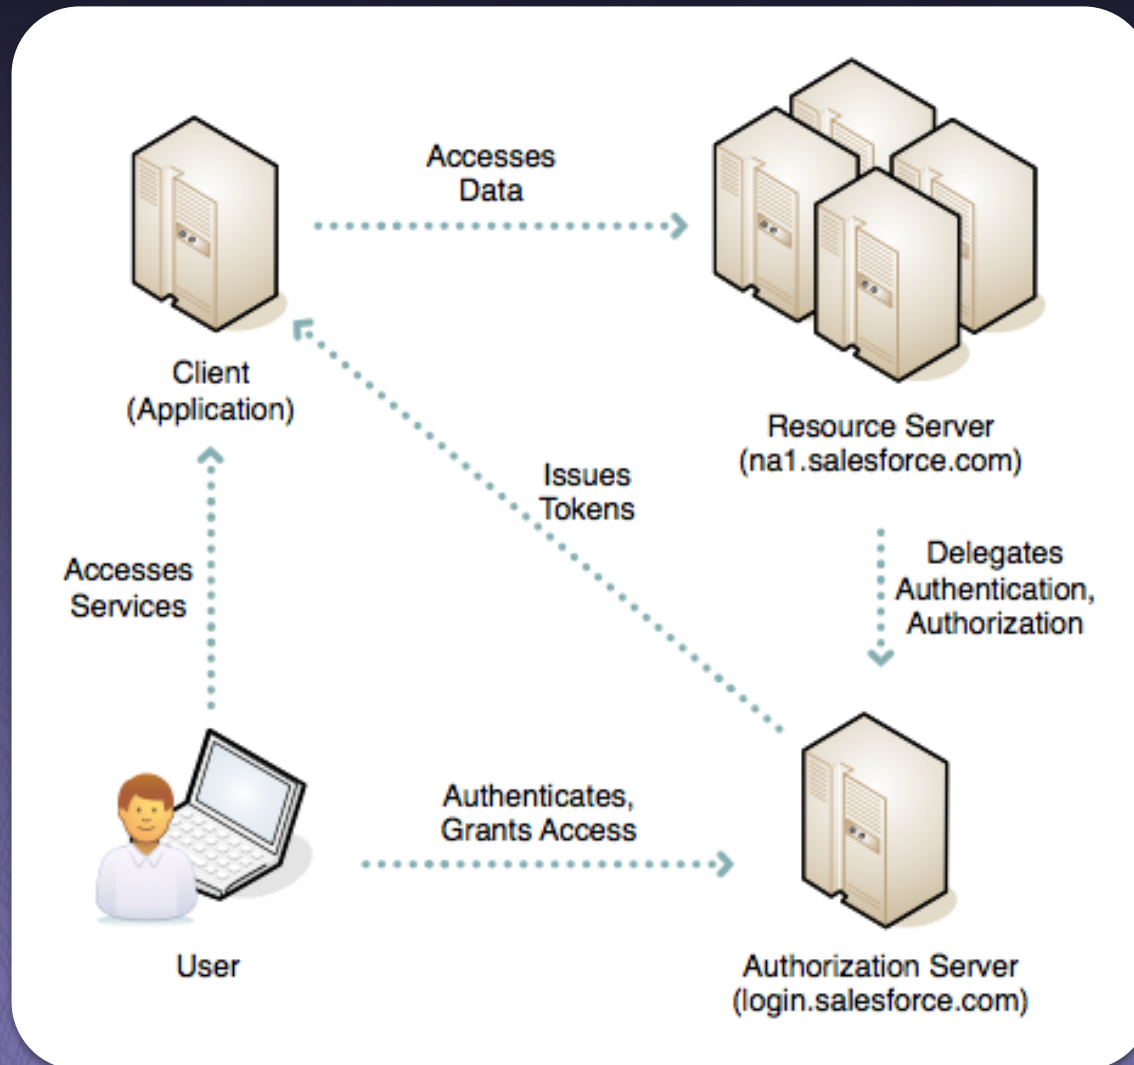 Accesses
Data
Client
(Application)
Resource Server
(na1.salesforce.com)
Issues
Tokens
Accesses
Services
Delegates
Authentication,
Authorization
Authenticates,
Grants Access
User
Authorization Server
(login.salesforce.com)